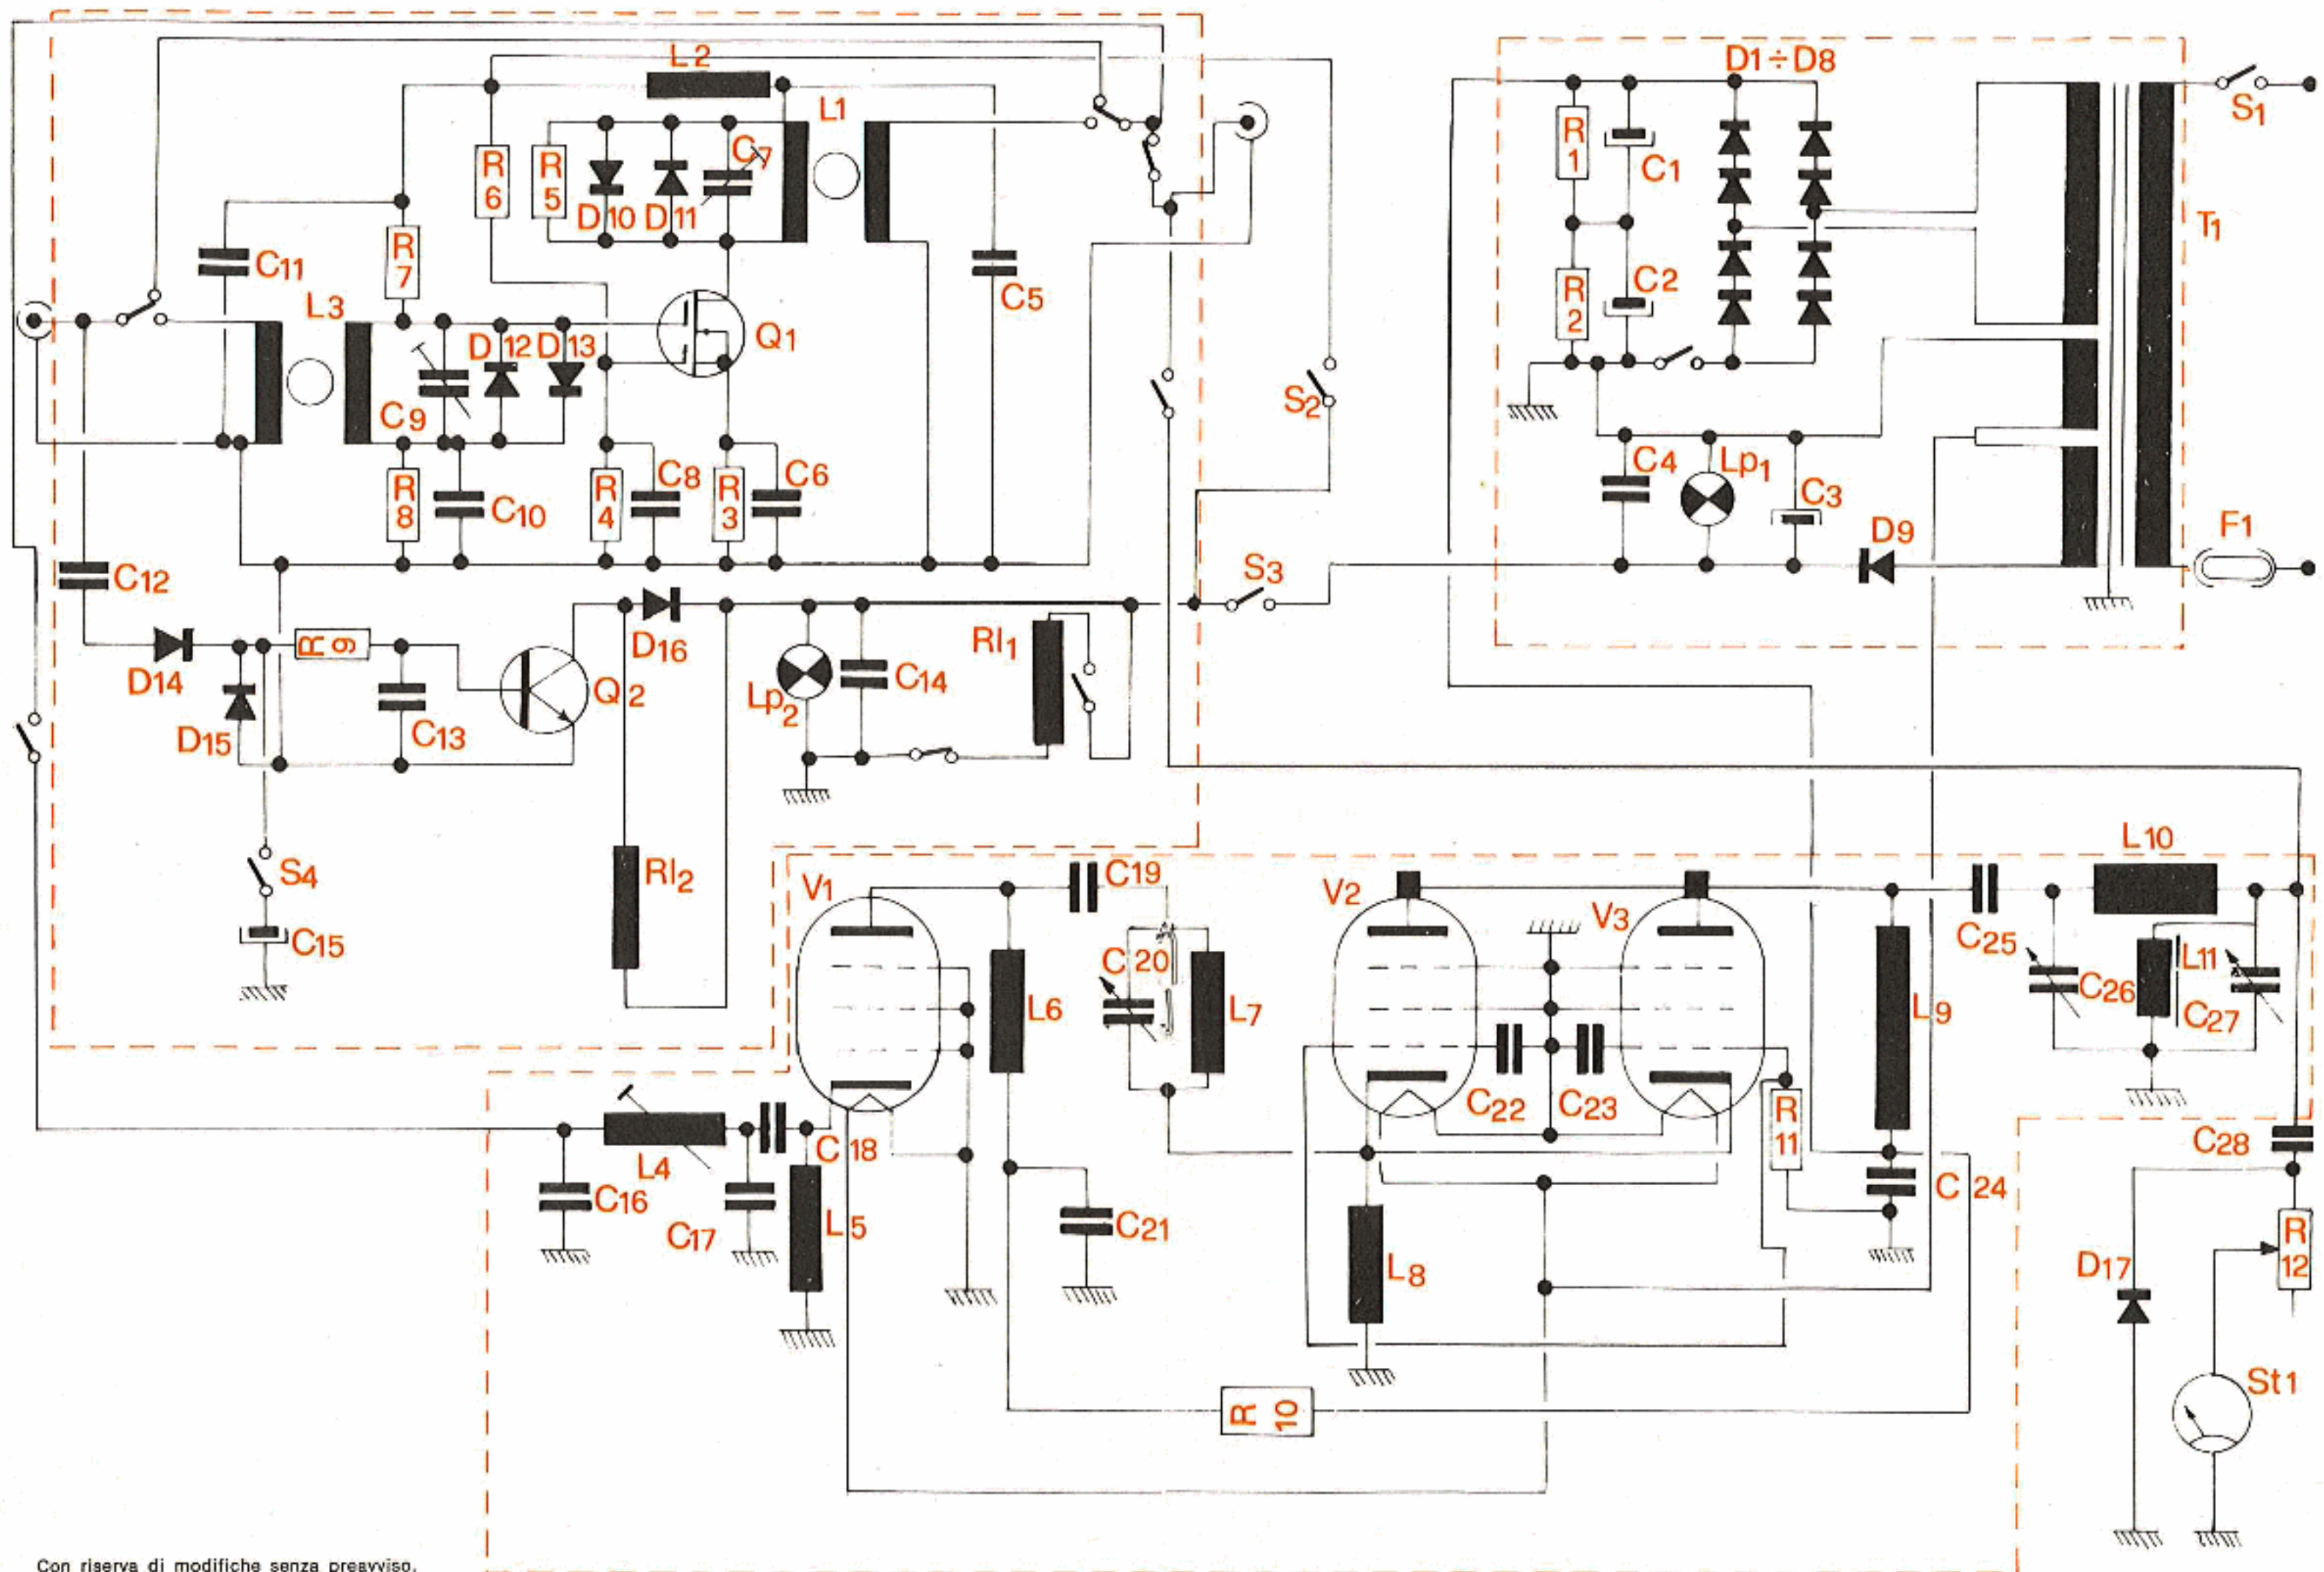 L2
D1÷D8
L1
S1
R1
C1
C7
R6
R5
D10
D11
T1
R7
C11
C2
R2
C5
L3
Q1
D12
D13
C9
S2
C4
Lp1
C3
R8
C10
R4
C8
R3
C6
D9
F1
C12
S3
R9
D16
Rl1
D14
Q2
Lp2
C14
D15
C13
L10
S4
Rl2
V1
C19
V2
V3
C15
C25
C20
L11
L6
L7
L9
C26
C27
C22
C23
R11
C18
C28
L4
C16
C17
L5
C24
C21
R12
L8
D17
St1
R10
Con riserva di modifiche senza preavviso.